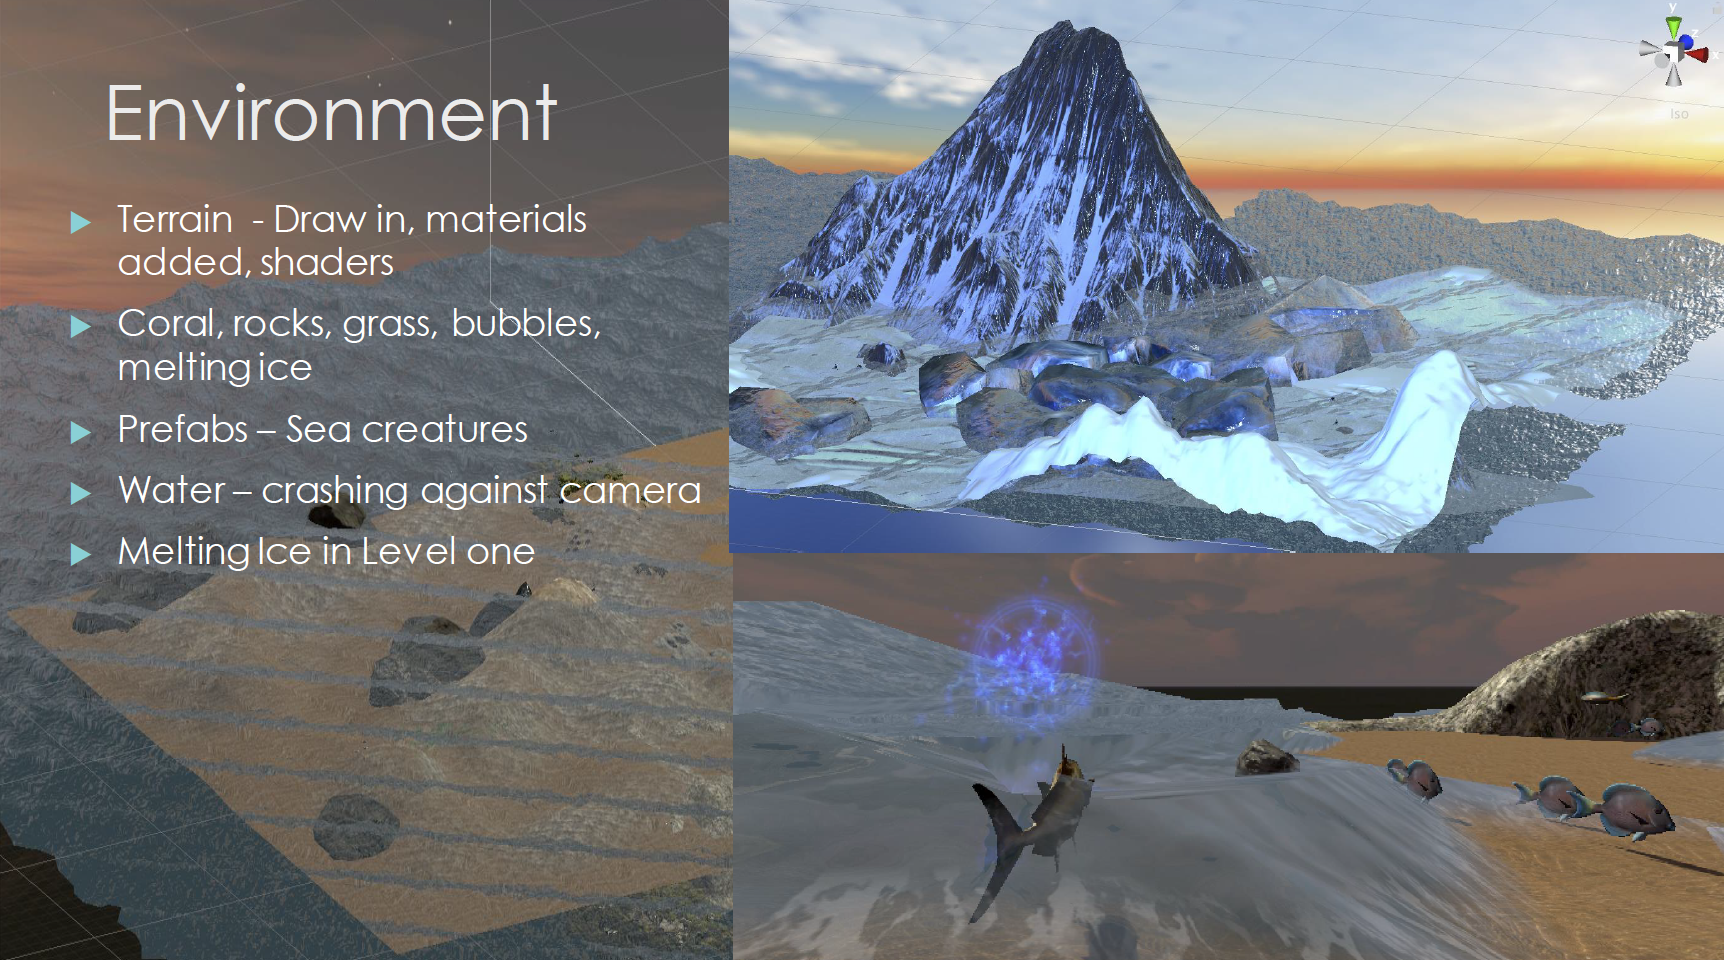 Environment
Terrain  - Draw in, materials
added, shaders
Coral, rocks, grass, bubbles,
melting ice
Prefabs – Sea creatures
Water – crashing against camera
Melting Ice in Level one
y
z
x
Iso